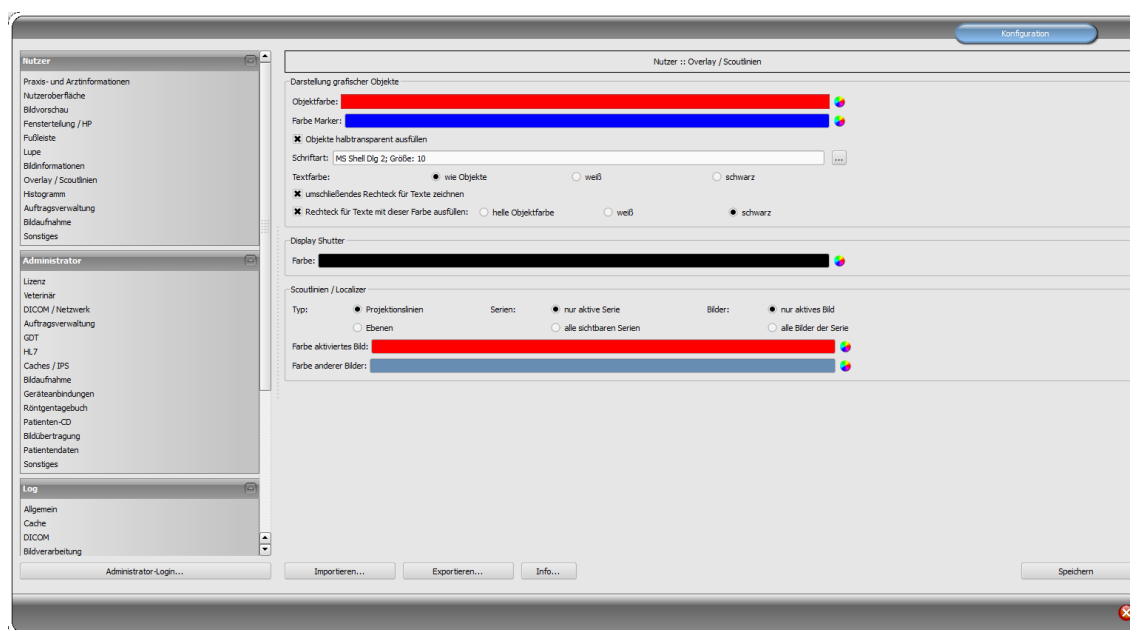 Konfiguration
Nutzer
Praxis- und Arztinformationen
Nutzeroberfläche
Bildvorschau
Fensterteilung / HP
Fußleiste
Lupe
Bildinformationen
Overlay / Scoutlinien
Histogramm
Auftragsverwaltung
Bildaufnahme
Sonstiges
Administrator
Lizenz
Veterinär
DICOM / Netzwerk
Auftragsverwaltung
GDT
HL7
Caches / IPS
Bildaufnahme
Geräteanbindungen
Röntgentagebuch
Patienten-CD
Bildübertragung
Patientendaten
Sonstiges
Log
Allgemein
Cache
DICOM
Bildverarbeitung
Administrator-Login...
Nutzer :: Overlay / Scoutlinien
Darstellung grafischer Objekte
Objektfarbe:
Farbe Marker:
Objekte halbtransparent ausfüllen
Schriftart: MS Shell Dlg 2; Größe: 10 ...
Textfarbe: wie Objekte weiß schwarz
umschließendes Rechteck für Texte zeichnen
Rechteck für Texte mit dieser Farbe ausfüllen: helle Objektfarbe weiß schwarz
Display Shutter
Farbe:
Scoutlinien / Localizer
Typ: Projektionslinien Serien: nur aktive Serie Bilder: nur aktives Bild
Ebenen alle sichtbaren Serien alle Bilder der Serie
Farbe aktiviertes Bild:
Farbe anderer Bilder:
Importieren... Exportieren... Info... Speichern